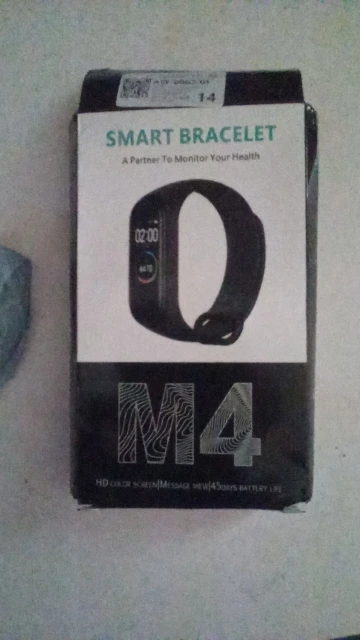 14
SMART BRACELET
A Partner To Monitor Your Health
02:00
M4
HD COLOR SCREEN|MESSAGE VIEW|45DAYS BATTERY LIFE